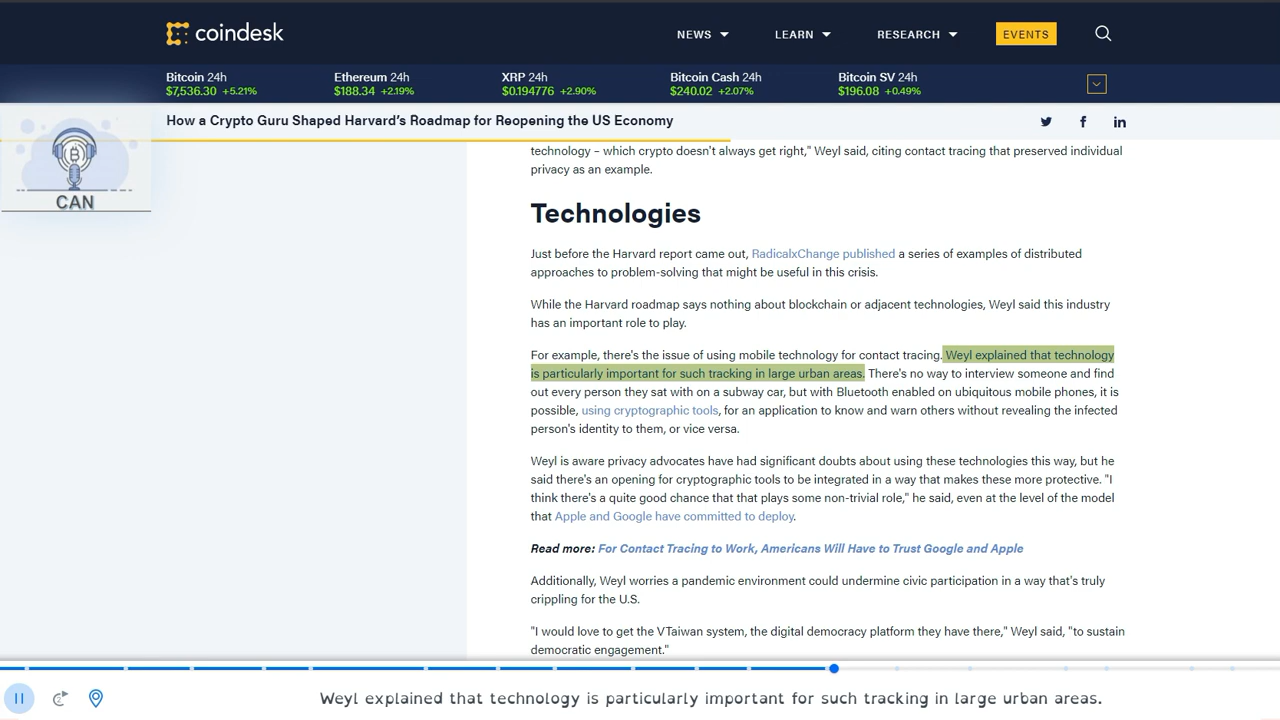 coindesk
NEWS LEARN RESEARCH EVENTS
Bitcoin 24h Ethereum 24h XRP 24h Bitcoin Cash 24h Bitcoin SV 24h
$7,536.30 +5.21% $188.34 +2.19% $0.194776 +2.90% $240.02 +2.07% $196.08 +0.49%
How a Crypto Guru Shaped Harvard's Roadmap for Reopening the US Economy
CAN
technology – which crypto doesn't always get right," Weyl said, citing contact tracing that preserved individual
privacy as an example.
Technologies
Just before the Harvard report came out, RadicalxChange published a series of examples of distributed
approaches to problem-solving that might be useful in this crisis.
While the Harvard roadmap says nothing about blockchain or adjacent technologies, Weyl said this industry
has an important role to play.
For example, there's the issue of using mobile technology for contact tracing. Weyl explained that technology
is particularly important for such tracking in large urban areas. There's no way to interview someone and find
out every person they sat with on a subway car, but with Bluetooth enabled on ubiquitous mobile phones, it is
possible, using cryptographic tools, for an application to know and warn others without revealing the infected
person's identity to them, or vice versa.
Weyl is aware privacy advocates have had significant doubts about using these technologies this way, but he
said there's an opening for cryptographic tools to be integrated in a way that makes these more protective. "I
think there's a quite good chance that that plays some non-trivial role," he said, even at the level of the model
that Apple and Google have committed to deploy.
Read more: For Contact Tracing to Work, Americans Will Have to Trust Google and Apple
Additionally, Weyl worries a pandemic environment could undermine civic participation in a way that's truly
crippling for the U.S.
"I would love to get the VTaiwan system, the digital democracy platform they have there," Weyl said, "to sustain
democratic engagement."
Weyl explained that technology is particularly important for such tracking in large urban areas.